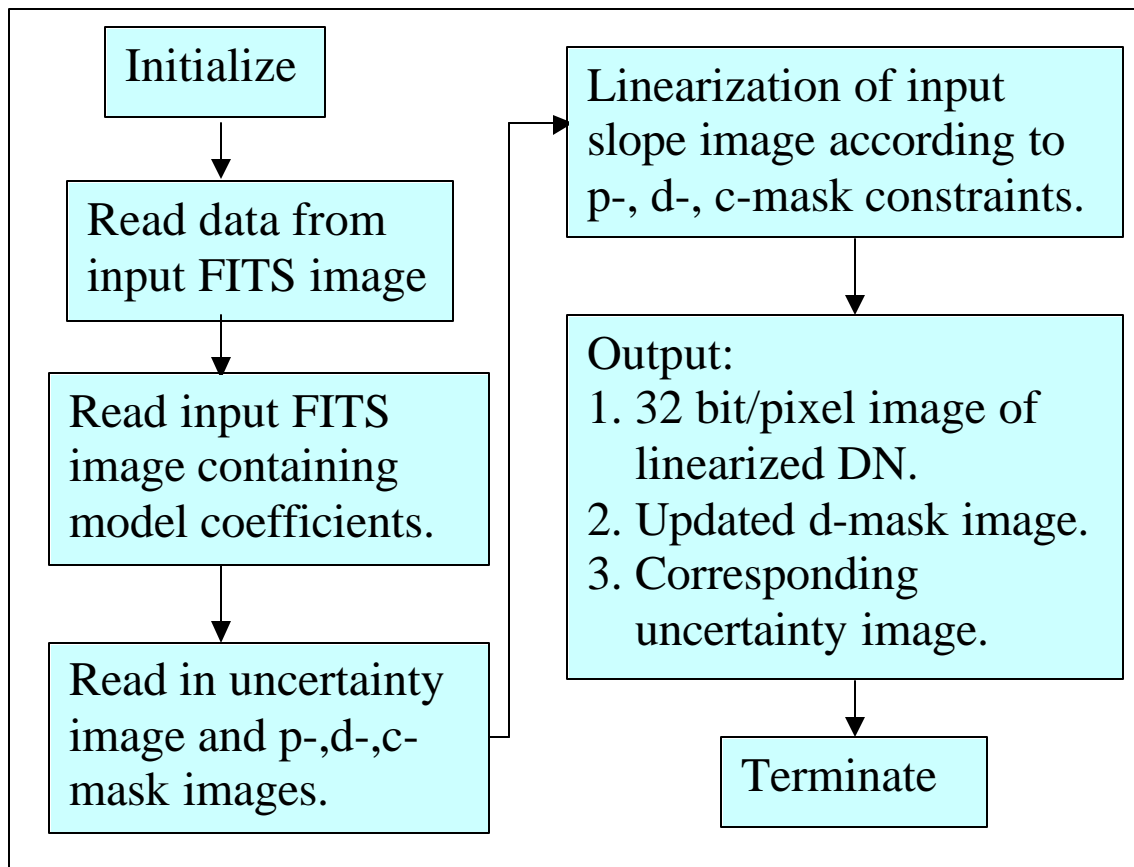 Initialize
Read data from
input FITS image
Read input FITS
image containing
model coefficients.
Read in uncertainty
image and p-,d-,c-
mask images.
Linearization of input
slope image according to
p-, d-, c-mask constraints.
Output:
1. 32 bit/pixel image of
linearized DN.
2. Updated d-mask image.
3. Corresponding
uncertainty image.
Terminate